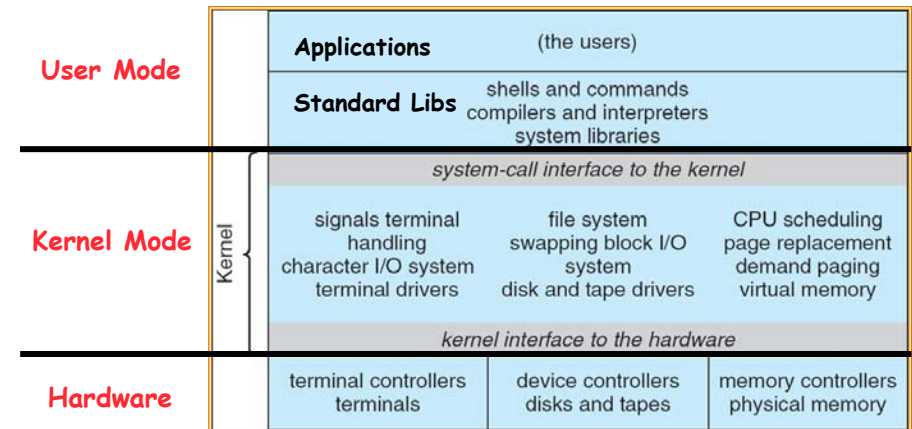 User Mode
Applications
(the users)
Standard Libs
shells and commands
compilers and interpreters
system libraries
Kernel Mode
Kernel
system-call interface to the kernel
signals terminal
handling
character I/O system
terminal drivers
file system
swapping block I/O
system
disk and tape drivers
CPU scheduling
page replacement
demand paging
virtual memory
kernel interface to the hardware
Hardware
terminal controllers
terminals
device controllers
disks and tapes
memory controllers
physical memory